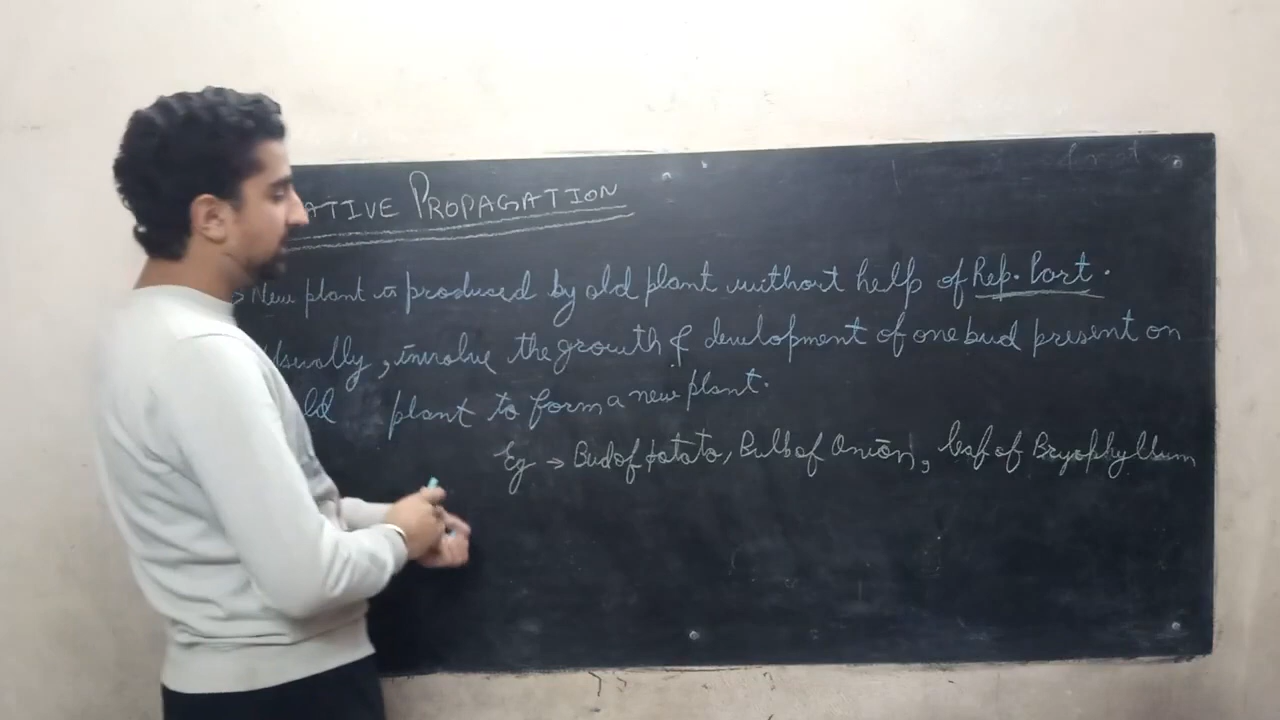 ATIVE PROPAGATION
> New plant is produced by old plant without help of Rep. Part.
Usually, involve the growth & development of one bud present on
ld plant to form a new plant.
Eg → Bud of potato, Bulb of Onion, leaf of Bryophyllum